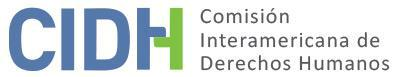 CIDH
Comisión
Interamericana de
Derechos Humanos